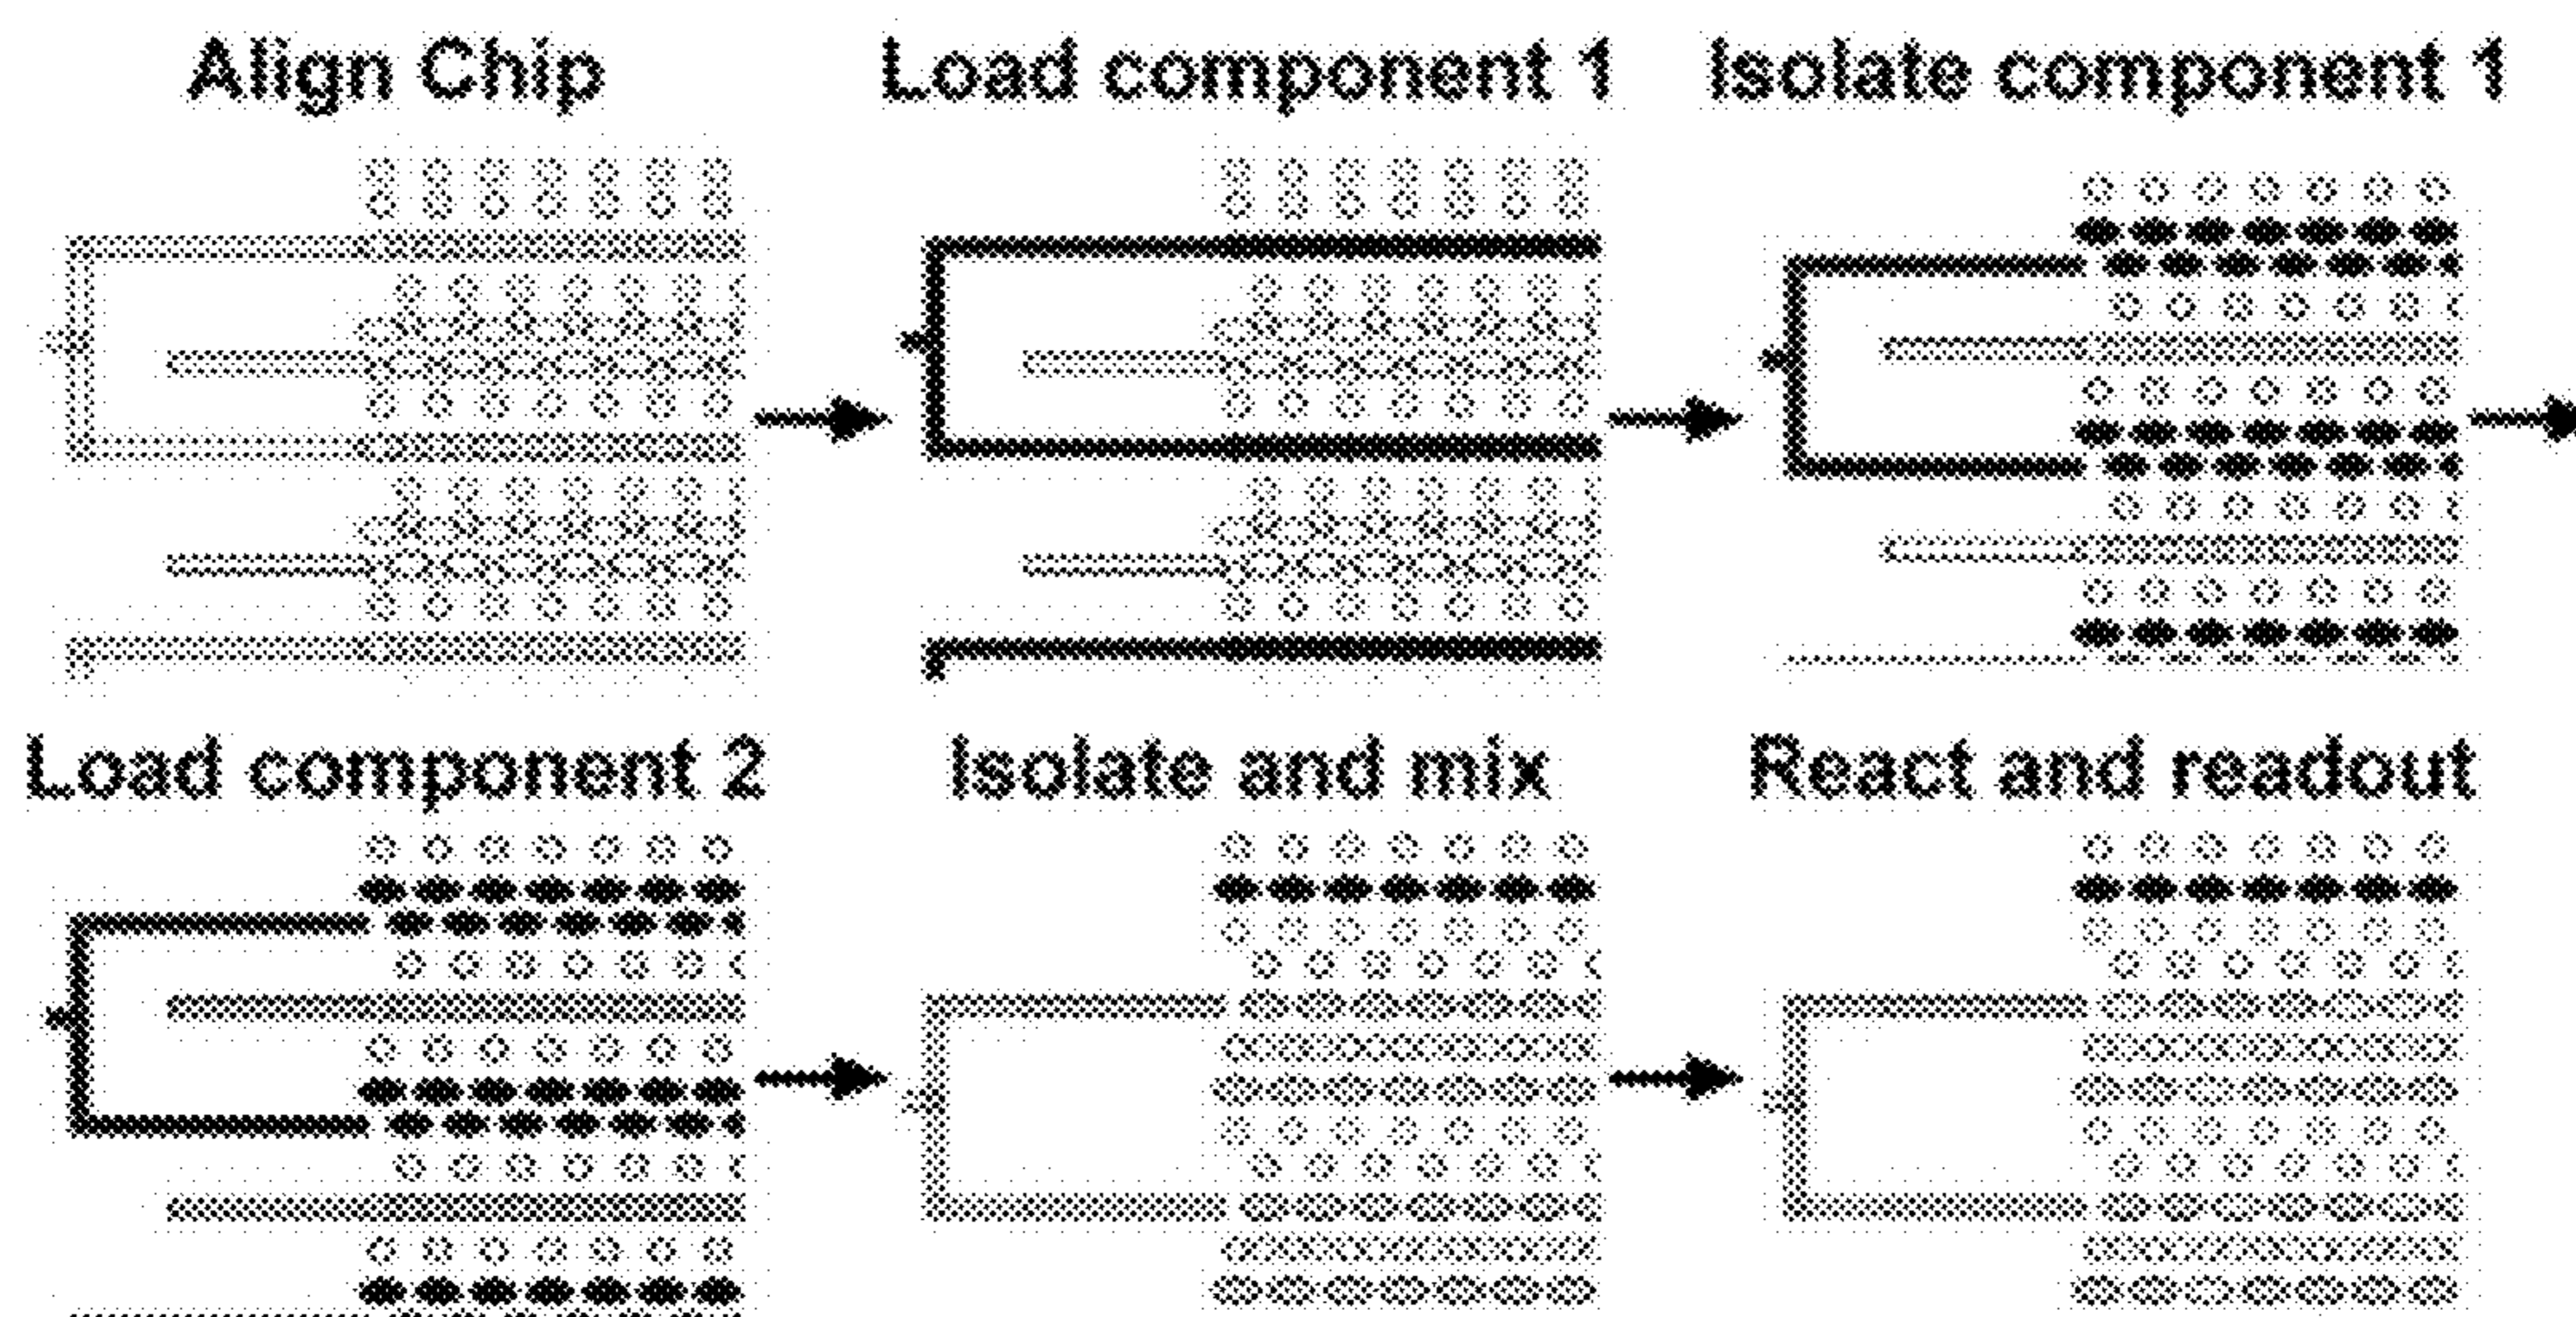 Align Chip
Load component 1
Isolate component 1
Load component 2
Isolate and mix
React and readout